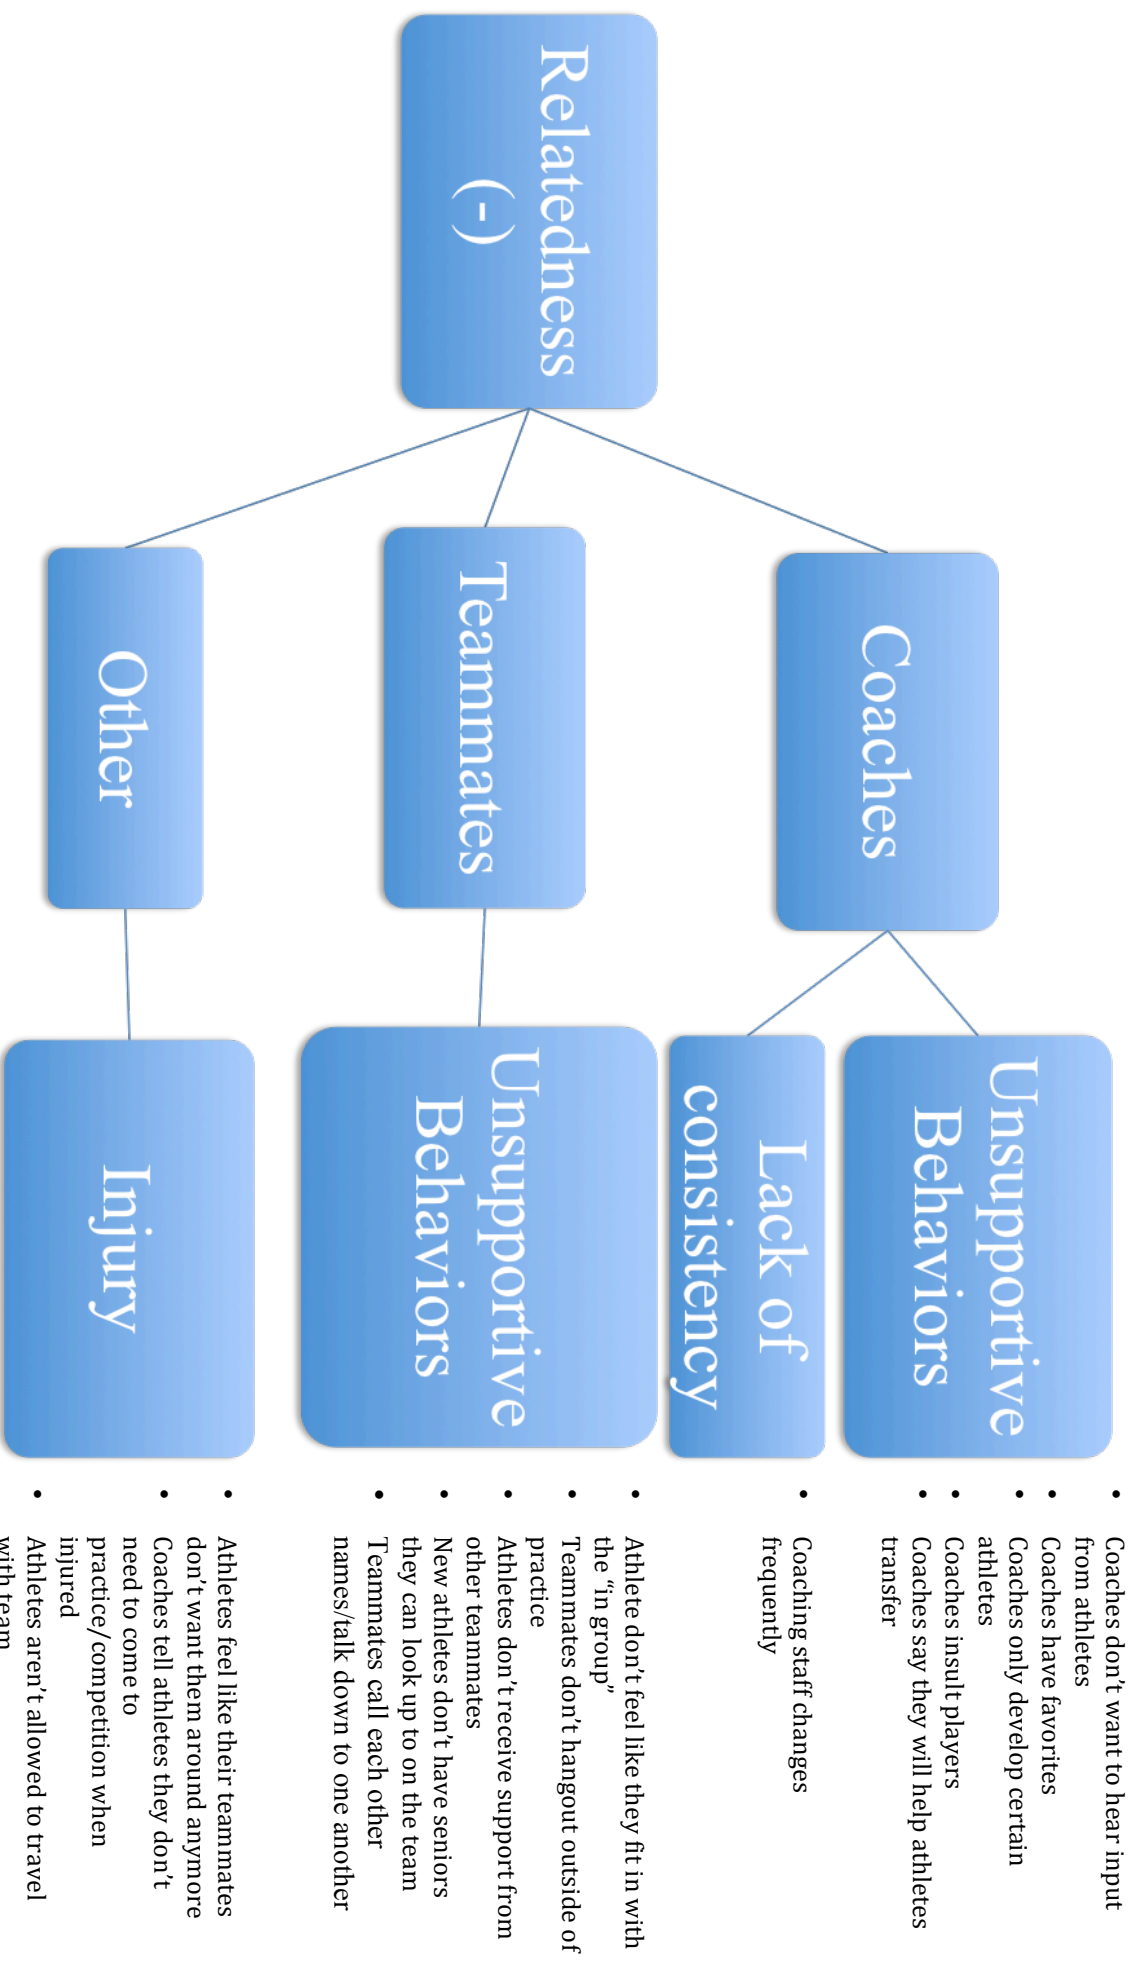 Relatedness
(-)
Coaches
Unsupportive
Behaviors
• Coaches don't want to hear input
from athletes
• Coaches have favorites
• Coaches only develop certain
athletes
• Coaches insult players
• Coaches say they will help athletes
transfer
Lack of
consistency
• Coaching staff changes
frequently
Teammates
Unsupportive
Behaviors
• Athlete don't feel like they fit in with
the “in group”
• Teammates don't hangout outside of
practice
• Athletes don't receive support from
other teammates
• New athletes don't have seniors
they can look up to on the team
• Teammates call each other
names/talk down to one another
Other
Injury
• Athletes feel like their teammates
don't want them around anymore
• Coaches tell athletes they don't
need to come to
practice/competition when
injured
• Athletes aren't allowed to travel
with team